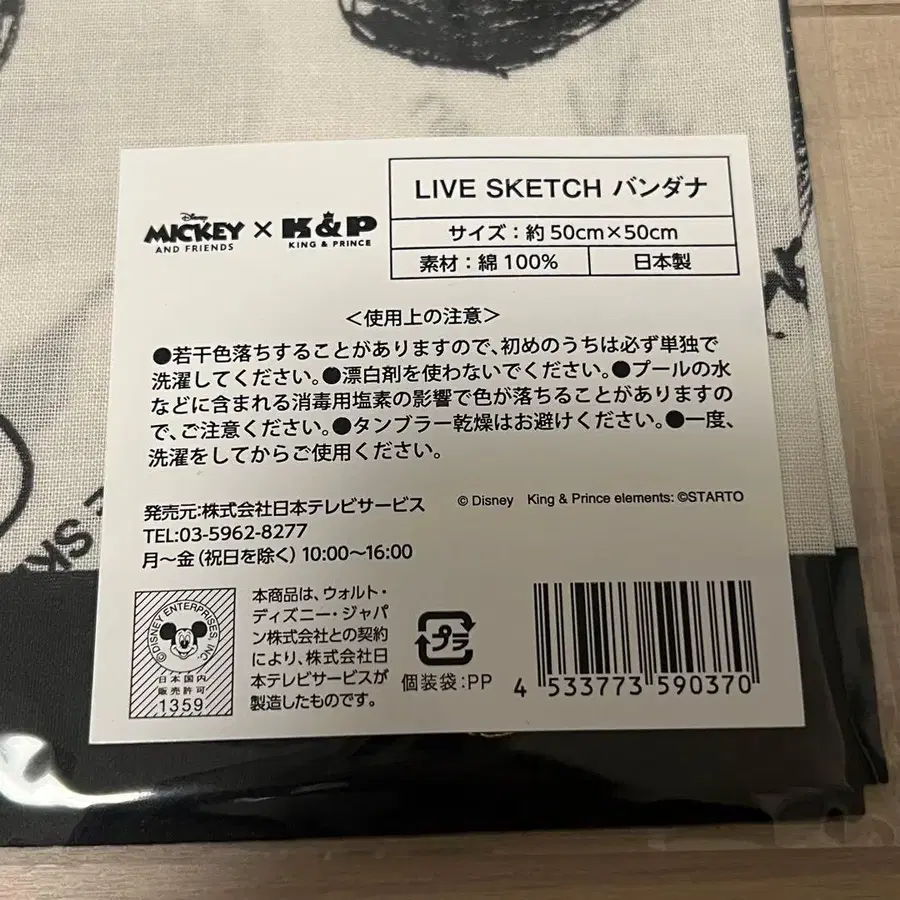 Disney
MICKEY
AND FRIENDS
×
K&P
KING & PRINCE
LIVE SKETCH バンダナ
サイズ：約 50cm×50cm
素材：綿 100%
日本製
＜使用上の注意＞
●若干色落ちすることがありますので、初めのうちは必ず単独で
洗濯してください。●漂白剤を使わないでください。●プールの水
などに含まれる消毒用塩素の影響で色が落ちることがありますの
で、ご注意ください。●タンブラー乾燥はお避けください。●一度、
洗濯をしてからご使用ください。
発売元：株式会社日本テレビサービス
TEL:03-5962-8277
月～金（祝日を除く）10:00～16:00
© Disney King & Prince elements: ©STARTO
©DISNEY ENTERPRISES, INC.
日本国内
販売許可
1359
本商品は、ウォルト・
ディズニー・ジャパ
ン株式会社との契約
により、株式会社日
本テレビサービスが
製造したものです。
プラ
個装袋：PP
4 533773 590370
SK